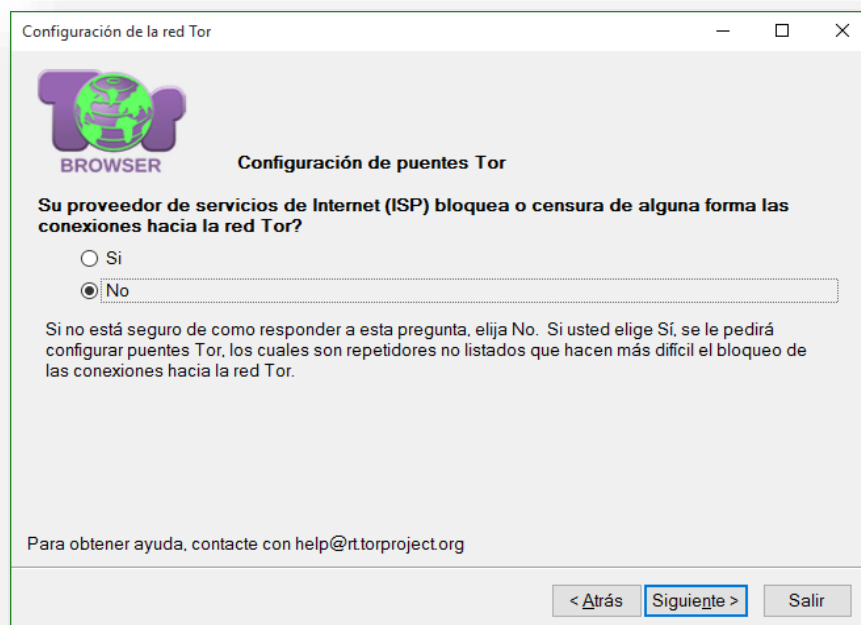 Configuración de la red Tor
Tor
BROWSER
Configuración de puentes Tor
Su proveedor de servicios de Internet (ISP) bloquea o censura de alguna forma las
conexiones hacia la red Tor?
Si
No
Si no está seguro de como responder a esta pregunta, elija No. Si usted elige Sí, se le pedirá
configurar puentes Tor, los cuales son repetidores no listados que hacen más difícil el bloqueo de
las conexiones hacia la red Tor.
Para obtener ayuda, contacte con help@rt.torproject.org
< Atrás
Siguiente >
Salir